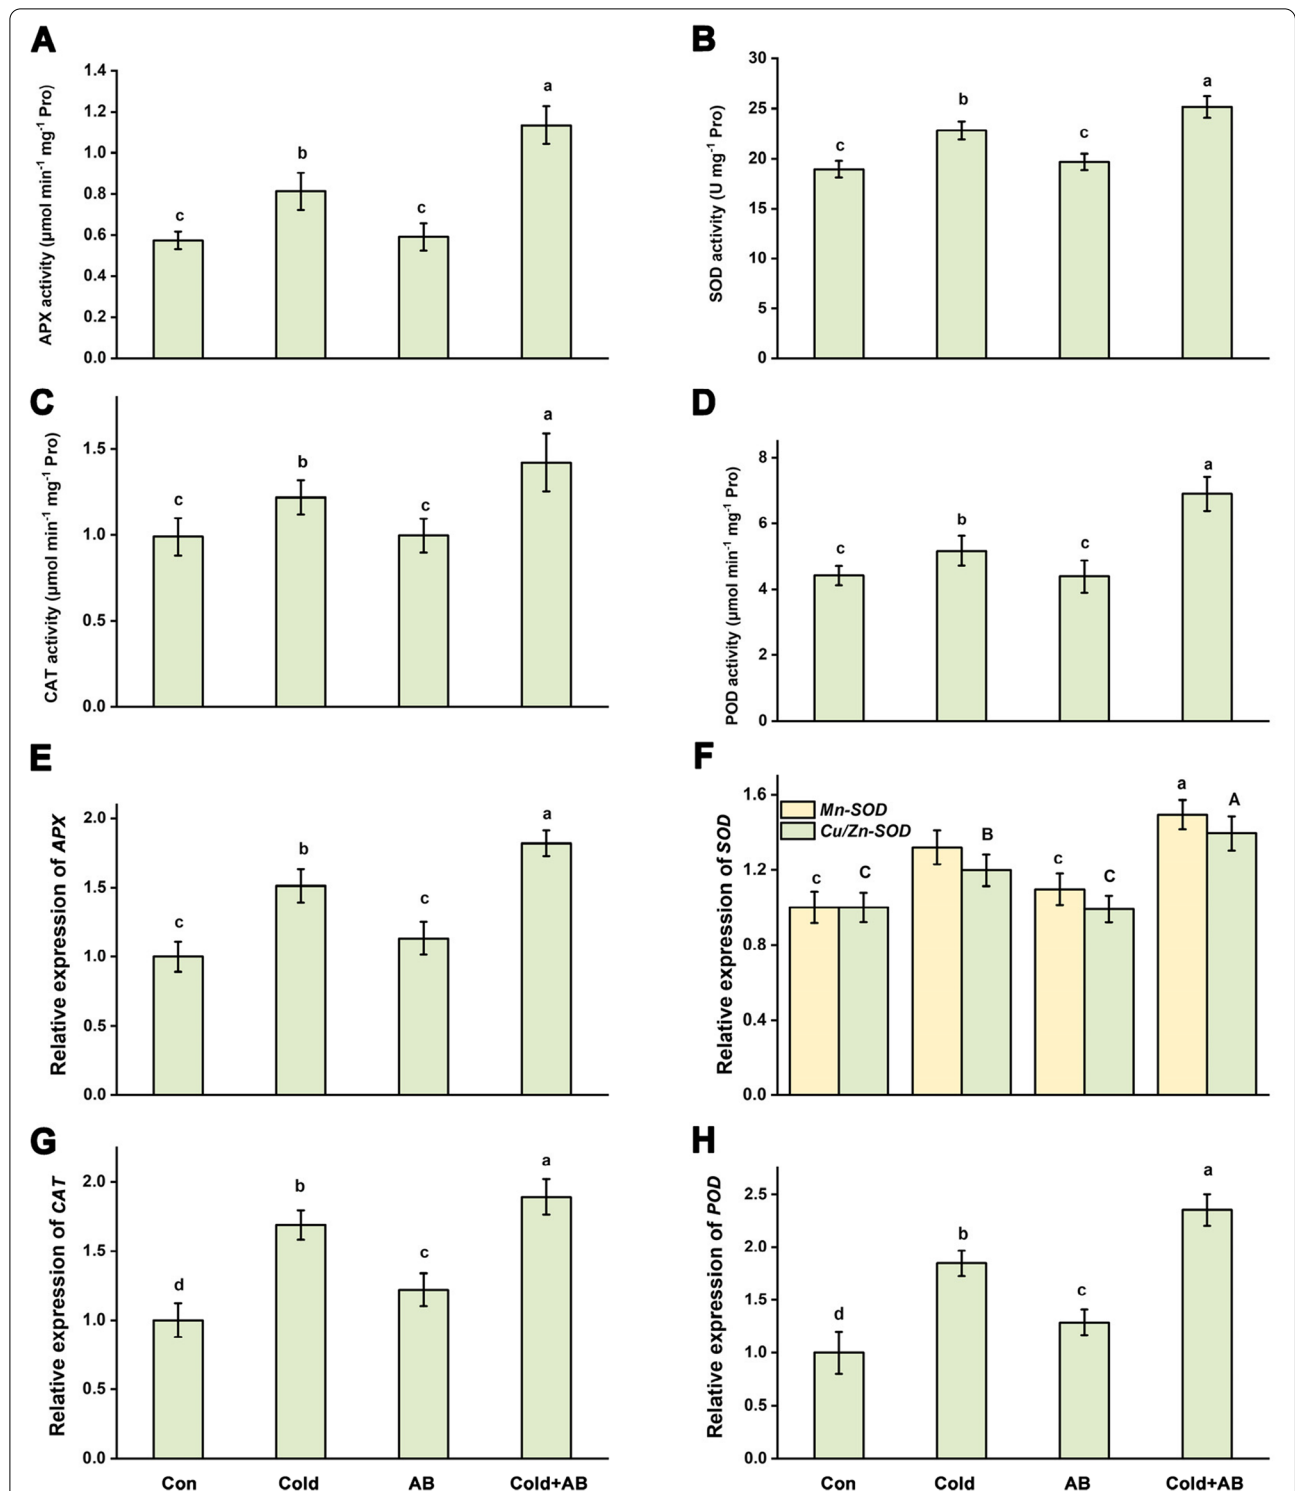 A
APX activity (μmol min-1 mg-1 Pro)
1.4
1.2
1.0
0.8
0.6
0.4
0.2
0.0
c
b
c
a
B
SOD activity (U mg-1 Pro)
30
25
20
15
10
5
0
c
b
c
a
C
CAT activity (μmol min-1 mg-1 Pro)
1.5
1.0
0.5
0.0
c
b
c
a
D
POD activity (μmol min-1 mg-1 Pro)
8
6
4
2
0
c
b
c
a
E
Relative expression of APX
2.0
1.5
1.0
0.5
0.0
c
b
c
a
F
Relative expression of SOD
1.6
1.2
0.8
0.4
0.0
Mn-SOD
Cu/Zn-SOD
c
C
B
c
C
a
A
G
Relative expression of CAT
2.0
1.5
1.0
0.5
0.0
d
b
c
a
Con
Cold
AB
Cold+AB
H
Relative expression of POD
2.5
2.0
1.5
1.0
0.5
0.0
d
b
c
a
Con
Cold
AB
Cold+AB